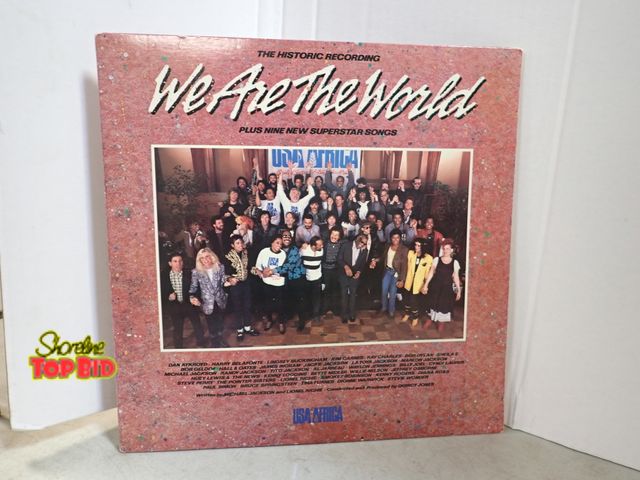 THE HISTORIC RECORDING
We Are The World
PLUS NINE NEW SUPERSTAR SONGS
USA AFRICA
USA
DAN AYKROYD · HARRY BELAFONTE · LINDSEY BUCKINGHAM · KIM CARNES · RAY CHARLES · BOB DYLAN · SHEILA E.
BOB GELDOF · HALL & OATES · JAMES INGRAM · JACKIE JACKSON · LA TOYA JACKSON · MARLON JACKSON
MICHAEL JACKSON · RANDY JACKSON · TITO JACKSON · AL JARREAU · WAYLON JENNINGS · BILLY JOEL · CYNDI LAUPER
HUEY LEWIS & THE NEWS · KENNY LOGGINS · BETTE MIDLER · WILLIE NELSON · JEFFREY OSBORNE
STEVE PERRY · THE POINTER SISTERS · LIONEL RICHIE · SMOKEY ROBINSON · KENNY ROGERS · DIANA ROSS
PAUL SIMON · BRUCE SPRINGSTEEN · TINA TURNER · DIONNE WARWICK · STEVIE WONDER
Written by MICHAEL JACKSON and LIONEL RICHIE · Conducted and Produced by QUINCY JONES
USA AFRICA
Shoreline
TOP BID